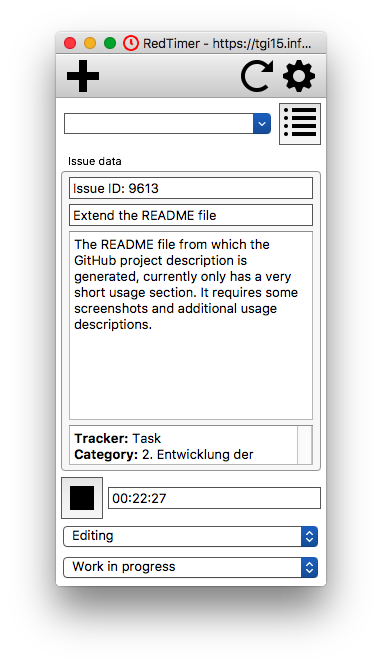 RedTimer - https://tgi15.inf...
Issue data
Issue ID: 9613
Extend the README file
The README file from which the
GitHub project description is
generated, currently only has a very
short usage section. It requires some
screenshots and additional usage
descriptions.
Tracker: Task
Category: 2. Entwicklung der
00:22:27
Editing
Work in progress